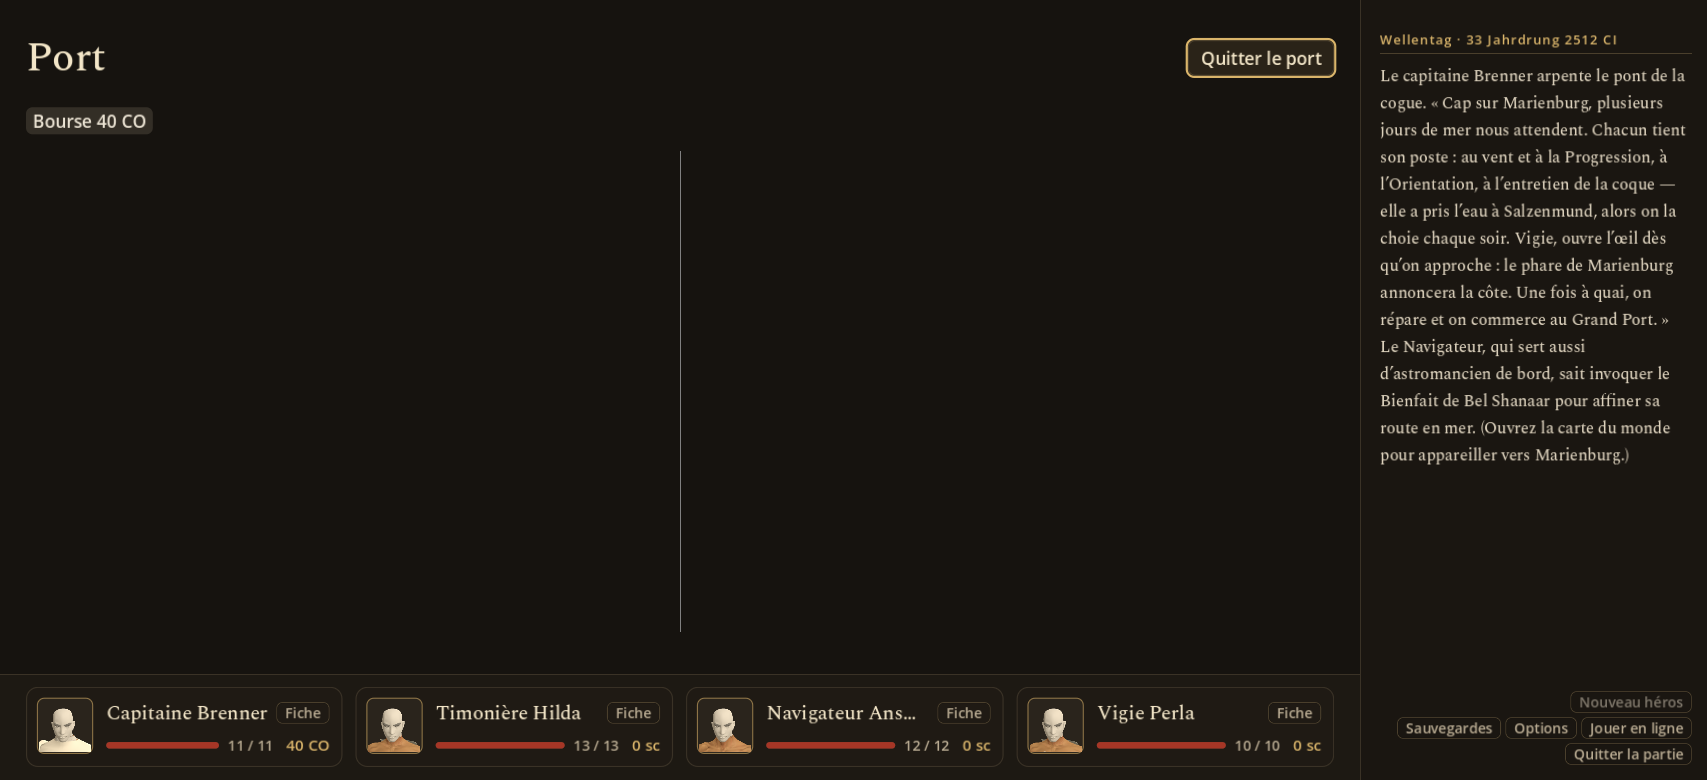 Port
Quitter le port
Bourse 40 CO
Wellentag · 33 Jahrdrung 2512 CI
Le capitaine Brenner arpente le pont de la
cogue. « Cap sur Marienburg, plusieurs
jours de mer nous attendent. Chacun tient
son poste : au vent et à la Progression, à
l’Orientation, à l’entretien de la coque —
elle a pris l’eau à Salzenmund, alors on la
choie chaque soir. Vigie, ouvre l’œil dès
qu’on approche : le phare de Marienburg
annoncera la côte. Une fois à quai, on
répare et on commerce au Grand Port. »
Le Navigateur, qui sert aussi
d’astromancien de bord, sait invoquer le
Bienfait de Bel Shanaar pour affiner sa
route en mer. (Ouvrez la carte du monde
pour appareiller vers Marienburg.)
Capitaine Brenner Fiche
11 / 11 40 CO
Timonière Hilda Fiche
13 / 13 0 sc
Navigateur Ans... Fiche
12 / 12 0 sc
Vigie Perla Fiche
10 / 10 0 sc
Nouveau héros
Sauvegardes Options Jouer en ligne
Quitter la partie